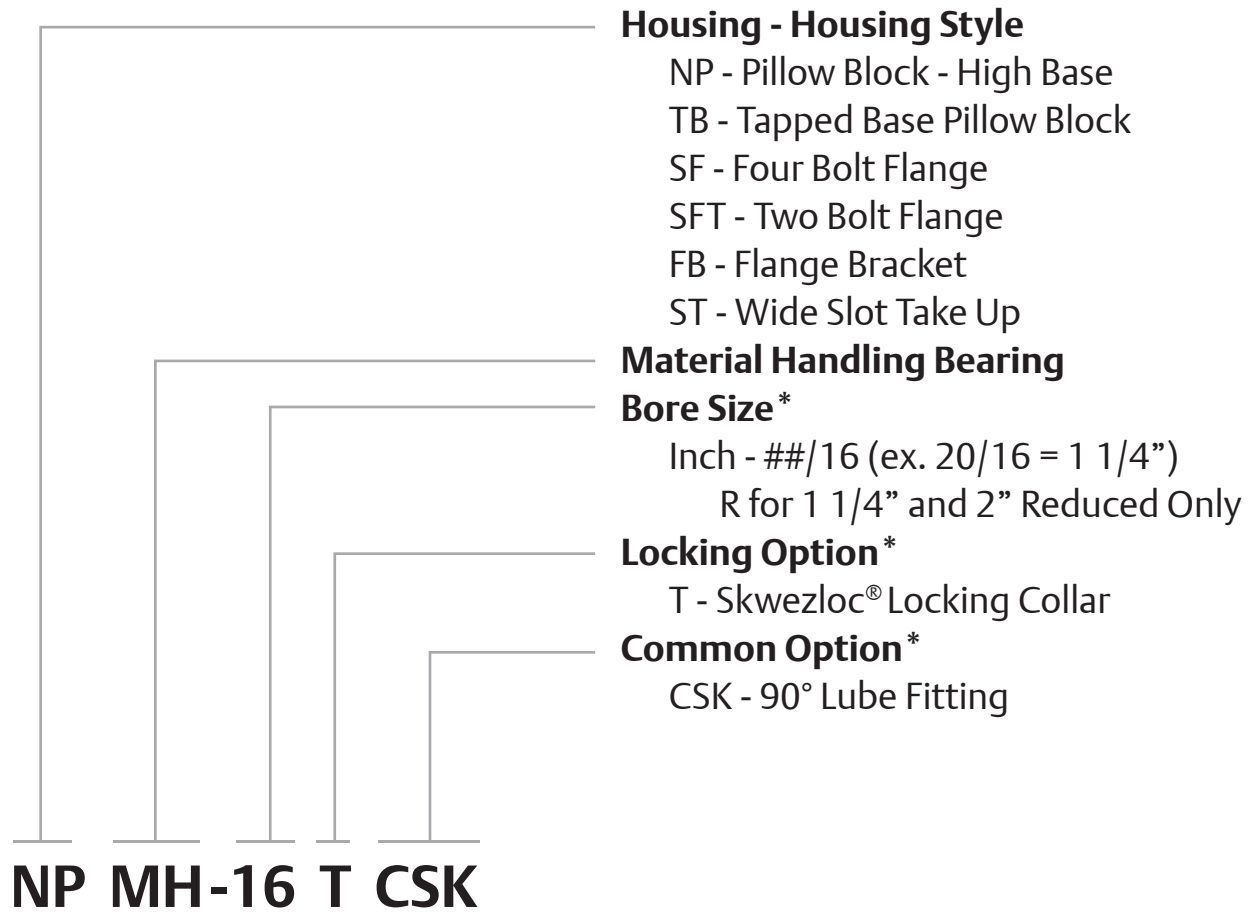 Housing - Housing Style
NP - Pillow Block - High Base
TB - Tapped Base Pillow Block
SF - Four Bolt Flange
SFT - Two Bolt Flange
FB - Flange Bracket
ST - Wide Slot Take Up
Material Handling Bearing
Bore Size*
Inch - ##/16 (ex. 20/16 = 1 1/4”)
R for 1 1/4” and 2” Reduced Only
Locking Option*
T - Skwezloc® Locking Collar
Common Option*
CSK - 90° Lube Fitting
NP MH-16 T CSK